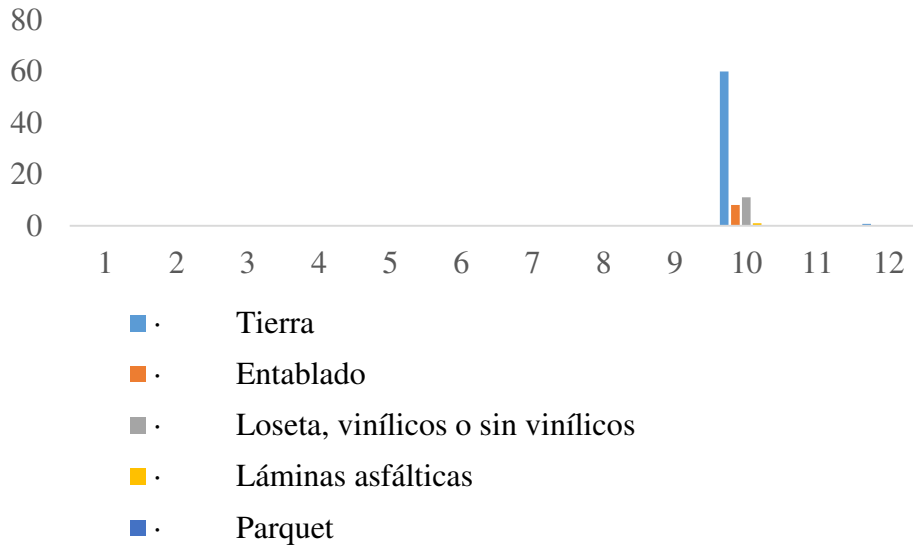 80
60
40
20
0
1 2 3 4 5 6 7 8 9 10 11 12
· Tierra
· Entablado
· Loseta, vinílicos o sin vinílicos
· Láminas asfálticas
· Parquet